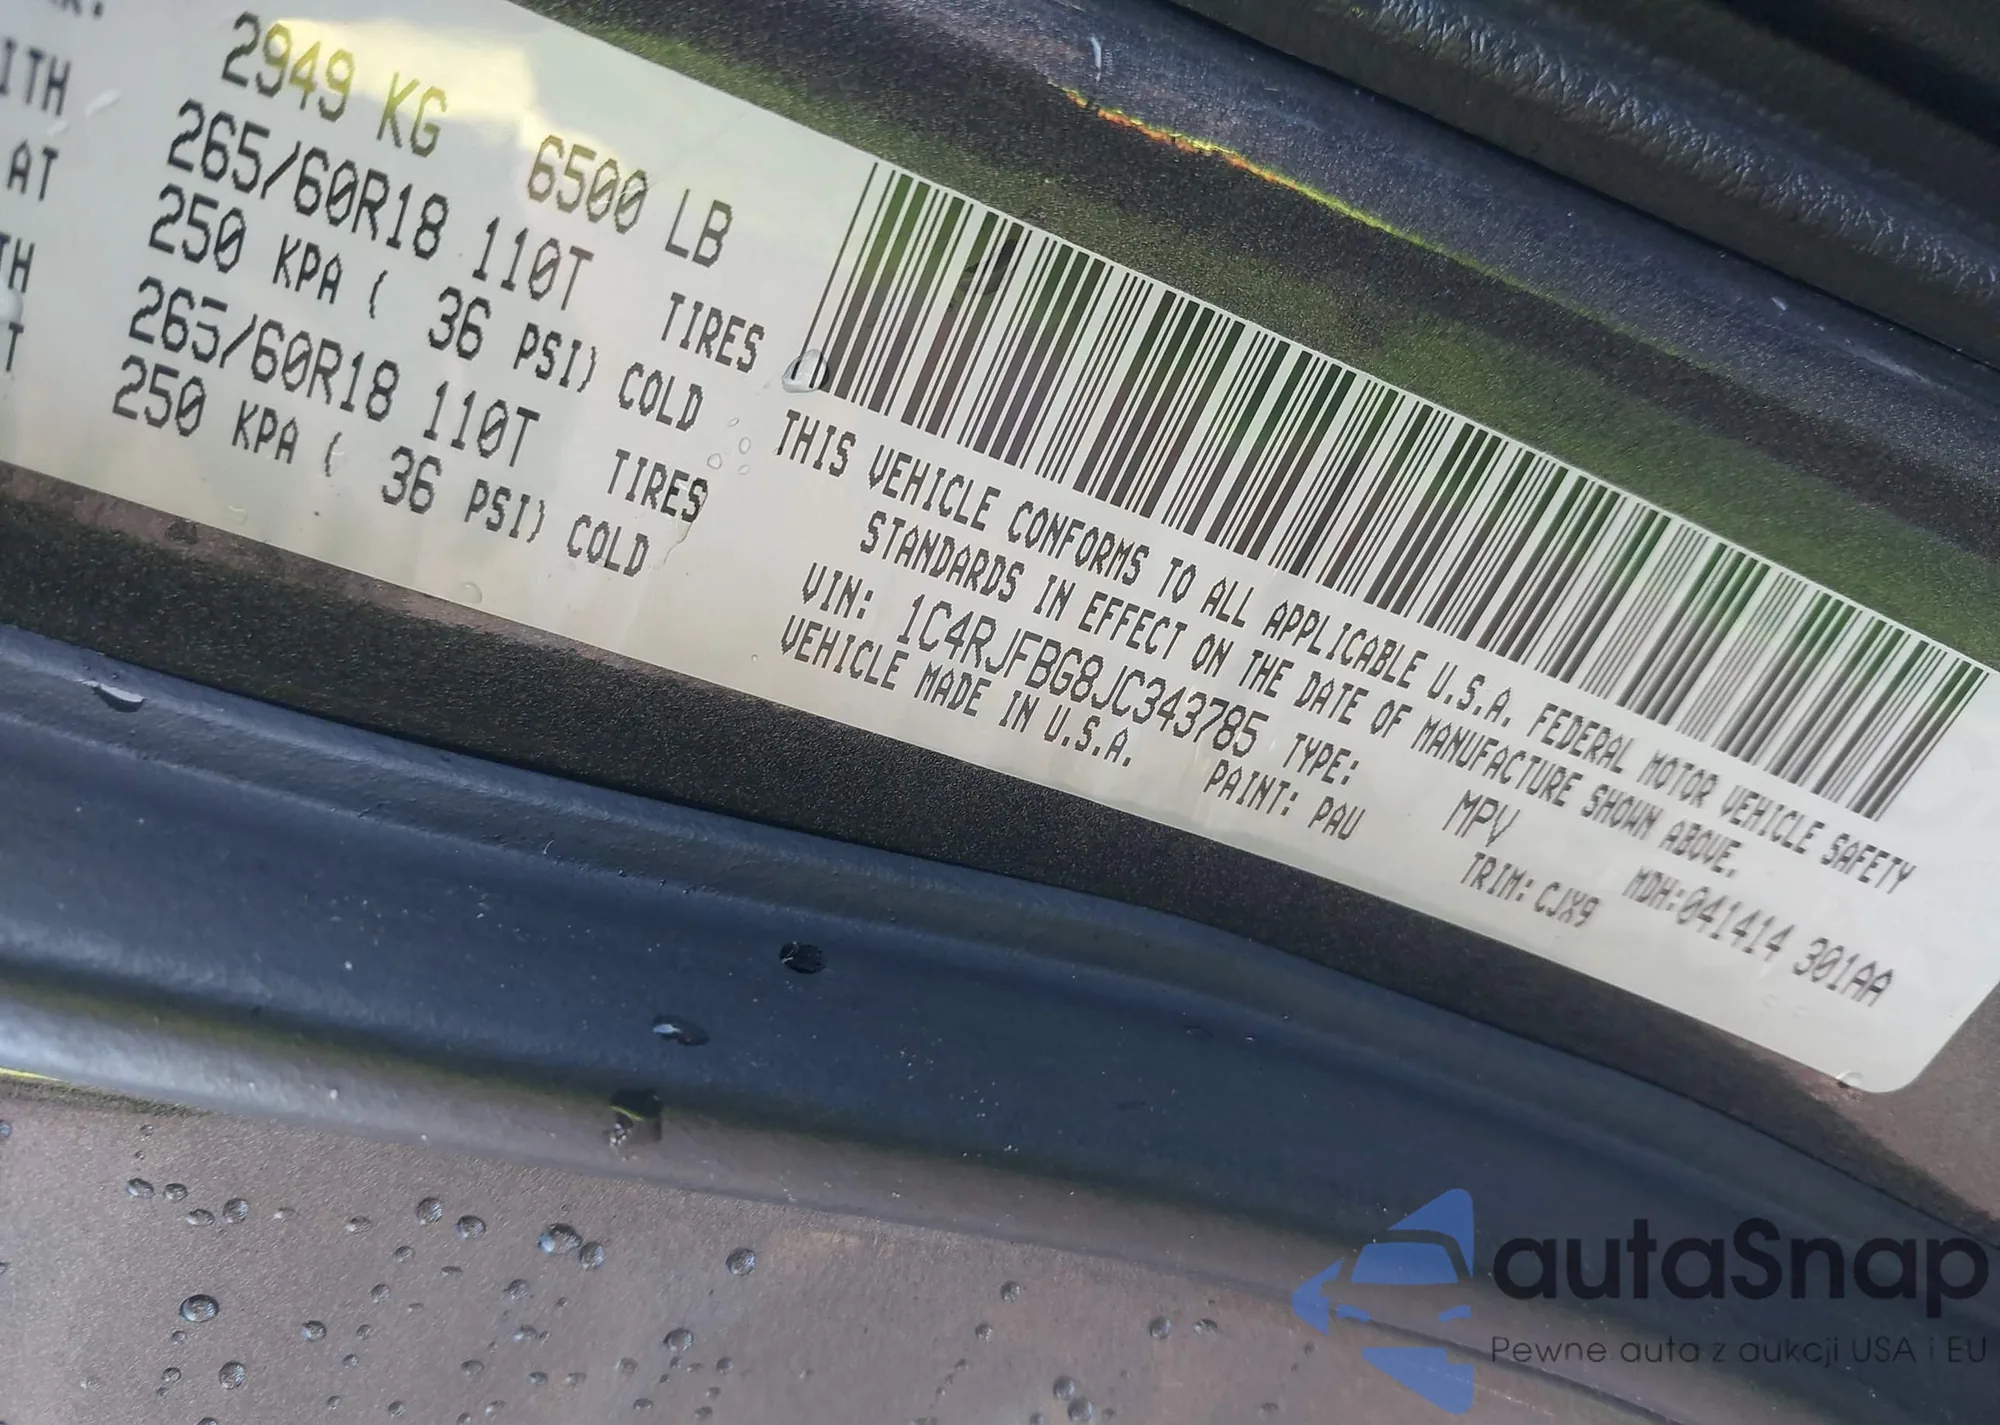 2949 KG 6500 LB
ITH 265/60R18 110T TIRES
AT 250 KPA ( 36 PSI) COLD
TH 265/60R18 110T TIRES
T 250 KPA ( 36 PSI) COLD
THIS VEHICLE CONFORMS TO ALL APPLICABLE U.S.A. FEDERAL MOTOR VEHICLE SAFETY
STANDARDS IN EFFECT ON THE DATE OF MANUFACTURE SHOWN ABOVE.
VIN: 1C4RJFBG8JC343785 TYPE: MPV MDH:041414 301AA
VEHICLE MADE IN U.S.A. PAINT: PAU TRIM: CJX9
autaSnap
Pewne auta z aukcji USA i EU